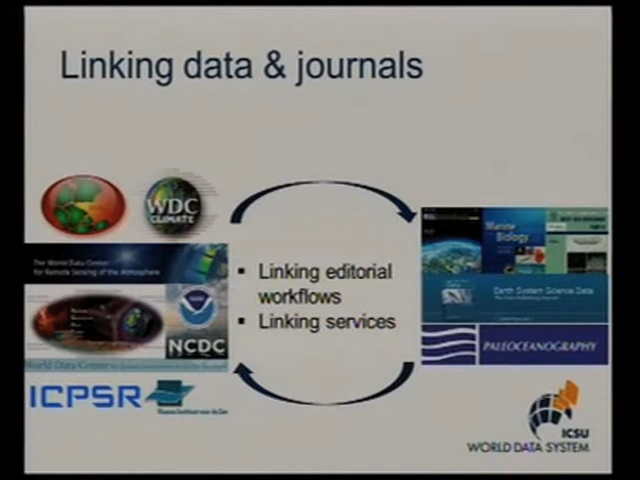 Linking data & journals
WDC
CLIMATE
The World Data Center
for Remote Sensing of the Atmosphere
NCDC
World Data Center
ICPSR
▪ Linking editorial
workflows
▪ Linking services
Marine
Biology
Earth System Science Data
PALEOCEANOGRAPHY
ICSU
WORLD DATA SYSTEM